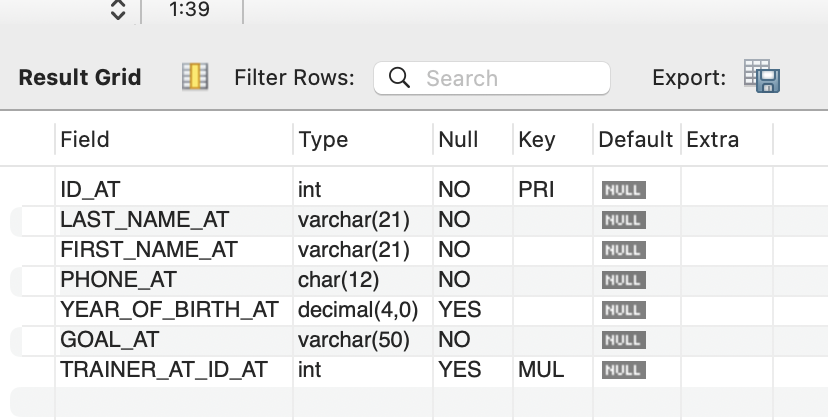 1:39
Result Grid Filter Rows: Search Export:
Field Type Null Key Default Extra
ID_AT int NO PRI NULL
LAST_NAME_AT varchar(21) NO NULL
FIRST_NAME_AT varchar(21) NO NULL
PHONE_AT char(12) NO NULL
YEAR_OF_BIRTH_AT decimal(4,0) YES NULL
GOAL_AT varchar(50) NO NULL
TRAINER_AT_ID_AT int YES MUL NULL